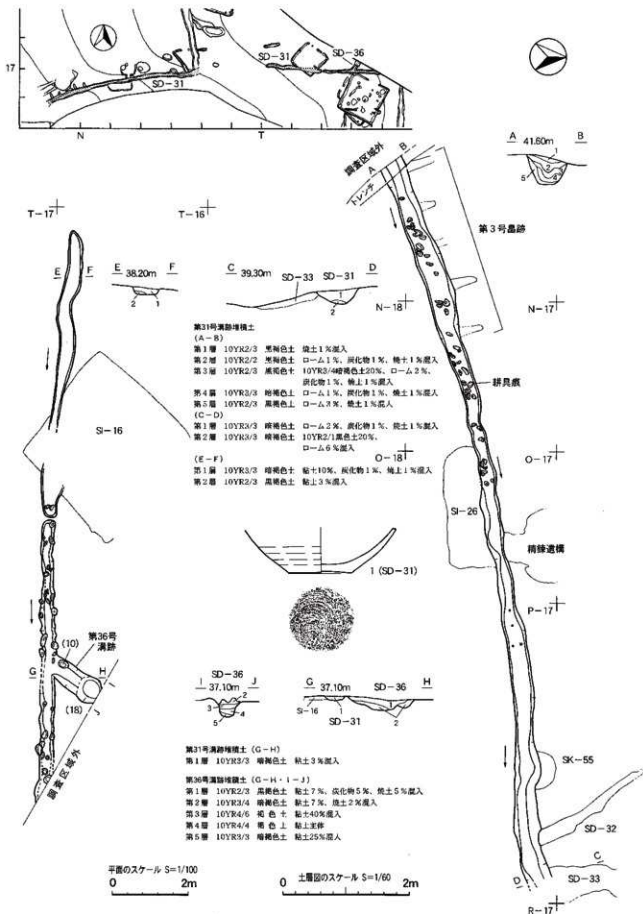 17
SD-31
SD-31
SD-36
N
T
A 41.60m B
1
2
4
5
調査区域外
A B
トレンチ
第3号畠跡
T-17
T-16
E F
E 38.20m F
2 1
C 39.30m SD-33 SD-31 D
1
2
N-18
N-17
第31号溝跡堆積土
(A-B)
第1層 10YR2/3 黒褐色土 焼土1%混入
第2層 10YR2/2 黒褐色土 ローム1%、炭化物1%、焼土1%混入
第3層 10YR2/3 黒褐色土 10YR3/4暗褐色土20%、ローム2%、
炭化物1%、焼土1%混入
第4層 10YR3/3 暗褐色土 ローム1%、炭化物1%、焼土1%混入
第5層 10YR2/3 黒褐色土 ローム3%、焼土1%混入
(C-D)
第1層 10YR3/3 暗褐色土 ローム2%、炭化物1%、焼土1%混入
第2層 10YR3/3 暗褐色土 10YR2/1黒色土20%、
ローム6%混入
(E-F)
第1層 10YR3/3 暗褐色土 粘土10%、炭化物1%、焼土1%混入
第2層 10YR2/3 黒褐色土 粘土3%混入
耕具痕
SI-16
O-18
O-17
SI-26
精錬遺構
1 (SD-31)
P-17
第36号
溝跡
(10)
G H
I
J
(18)
調査区域外
SD-36
I 37.10m J
2
3
4
5
G 37.10m SD-36 H
SI-16 1
SD-31 2
第31号溝跡堆積土 (G-H)
第1層 10YR3/3 暗褐色土 粘土3%混入
第36号溝跡堆積土 (G-H・I-J)
第1層 10YR2/3 黒褐色土 粘土7%、炭化物5%、焼土5%混入
第2層 10YR3/4 暗褐色土 粘土7%、焼土2%混入
第3層 10YR4/6 褐色土 粘土40%混入
第4層 10YR4/4 褐色土 粘土主体
第5層 10YR3/3 暗褐色土 粘土25%混入
SK-55
SD-32
C
SD-33
D
R-17
平面のスケール S=1/100
0 2m
土層図のスケール S=1/60
0 2m